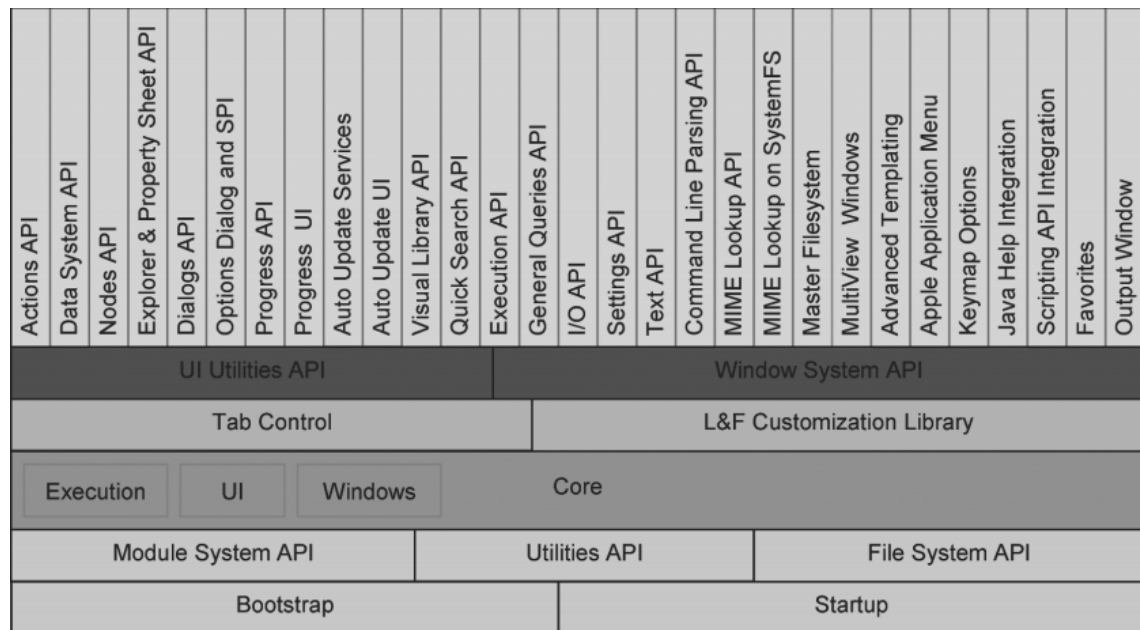 Actions API
Data System API
Nodes API
Explorer & Property Sheet API
Dialogs API
Options Dialog and SPI
Progress API
Progress UI
Auto Update Services
Auto Update UI
Visual Library API
Quick Search API
Execution API
General Queries API
I/O API
Settings API
Text API
Command Line Parsing API
MIME Lookup API
MIME Lookup on SystemFS
Master Filesystem
MultiView Windows
Advanced Templating
Apple Application Menu
Keymap Options
Java Help Integration
Scripting API Integration
Favorites
Output Window
UI Utilities API
Window System API
Tab Control
L&F Customization Library
Execution
UI
Windows
Core
Module System API
Utilities API
File System API
Bootstrap
Startup